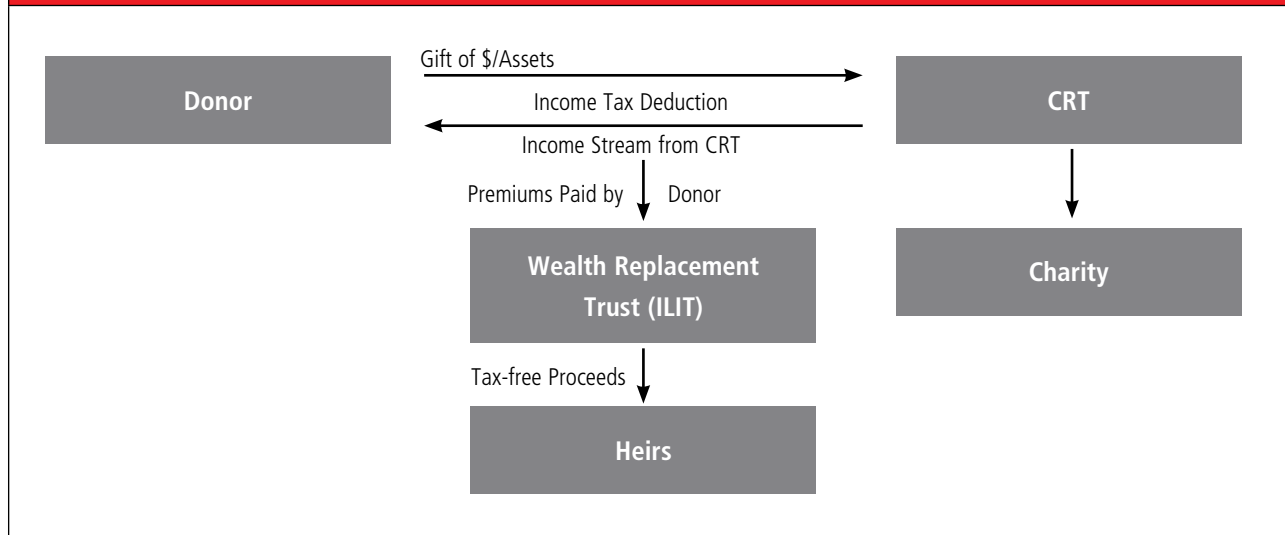 Gift of $/Assets
Donor
CRT
Income Tax Deduction
Income Stream from CRT
Premiums Paid by Donor
Wealth Replacement
Trust (ILIT)
Charity
Tax-free Proceeds
Heirs